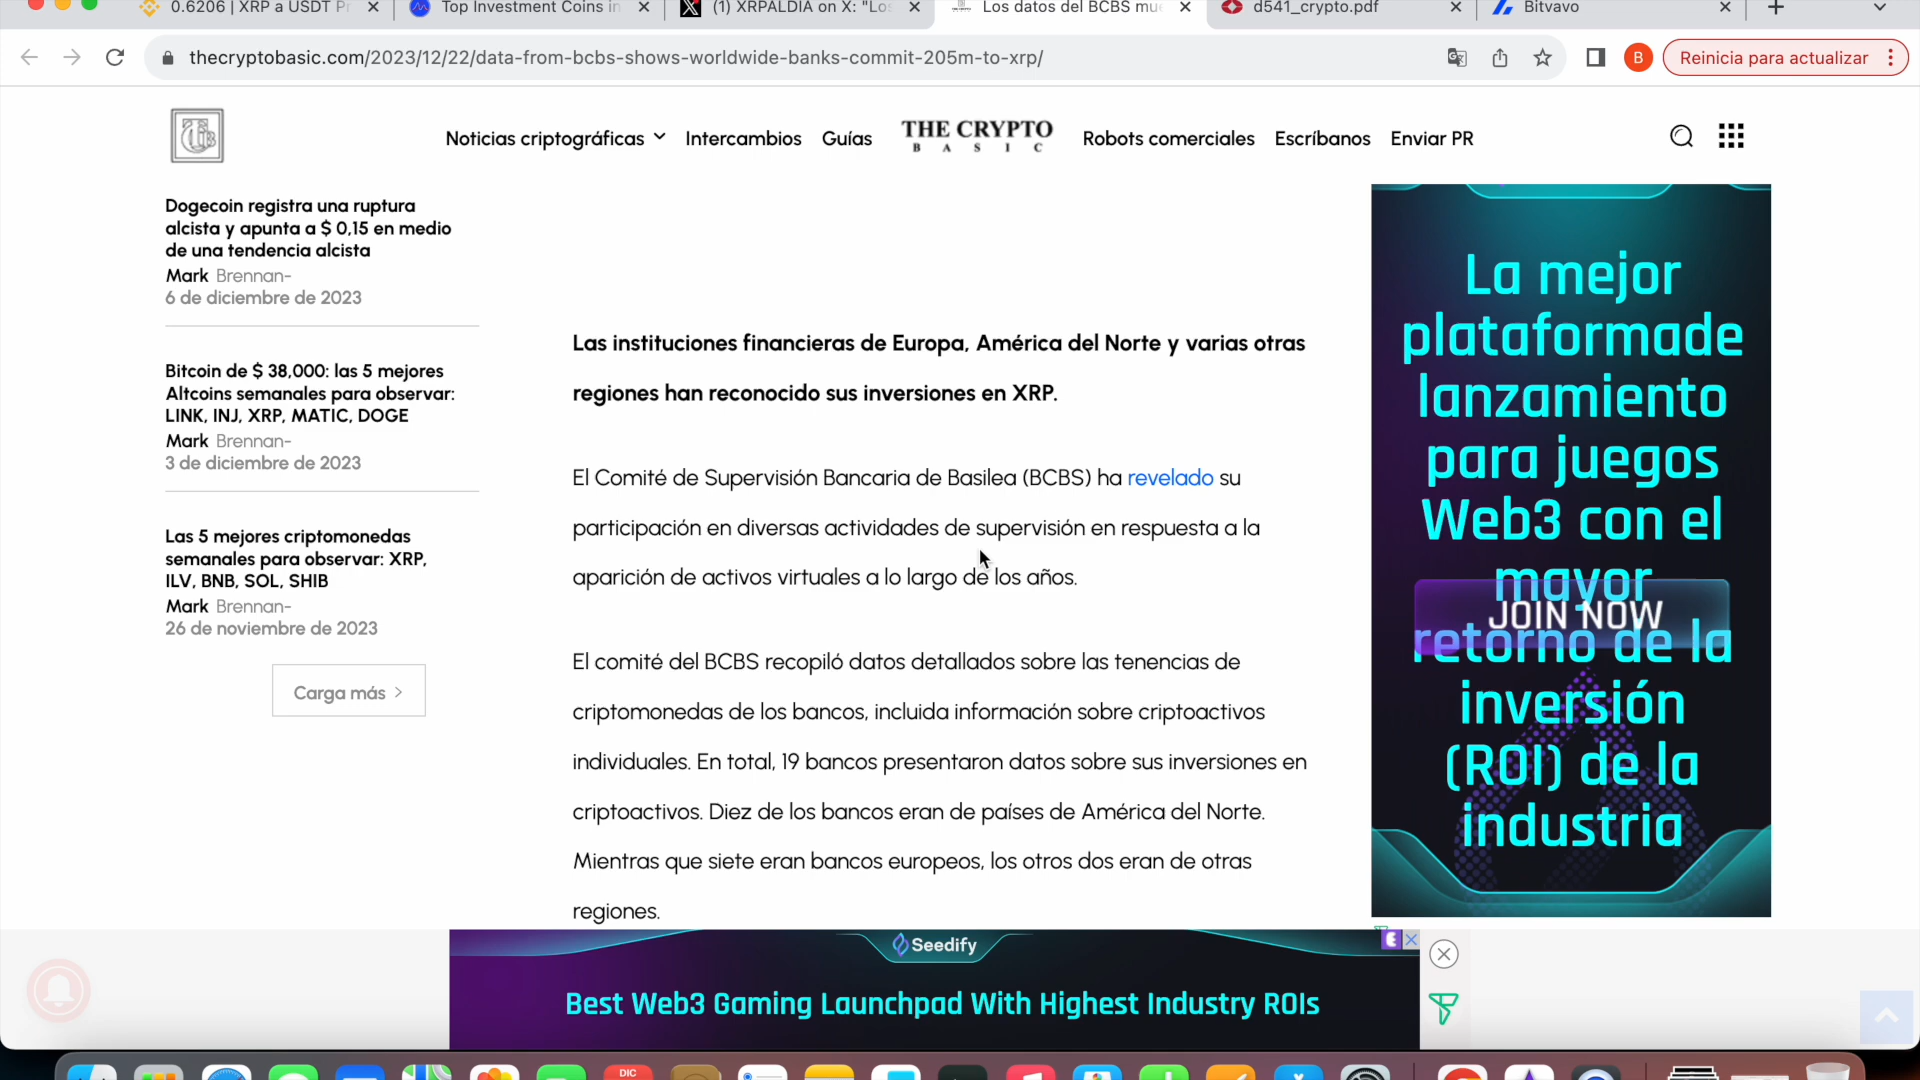 0.6206 | XRP a USDT Pr
Top Investment Coins in
(1) XRPALDIA on X: "Los
Los datos del BCBS mue
d541_crypto.pdf
Bitvavo
thecryptobasic.com/2023/12/22/data-from-bcbs-shows-worldwide-banks-commit-205m-to-xrp/
B
Reinicia para actualizar
Noticias criptográficas
Intercambios
Guías
THE CRYPTO
BASIC
Robots comerciales
Escríbanos
Enviar PR
Dogecoin registra una ruptura
alcista y apunta a $ 0,15 en medio
de una tendencia alcista
Mark Brennan-
6 de diciembre de 2023
Bitcoin de $ 38,000: las 5 mejores
Altcoins semanales para observar:
LINK, INJ, XRP, MATIC, DOGE
Mark Brennan-
3 de diciembre de 2023
Las 5 mejores criptomonedas
semanales para observar: XRP,
ILV, BNB, SOL, SHIB
Mark Brennan-
26 de noviembre de 2023
Carga más
Las instituciones financieras de Europa, América del Norte y varias otras
regiones han reconocido sus inversiones en XRP.
El Comité de Supervisión Bancaria de Basilea (BCBS) ha revelado su
participación en diversas actividades de supervisión en respuesta a la
aparición de activos virtuales a lo largo de los años.
El comité del BCBS recopiló datos detallados sobre las tenencias de
criptomonedas de los bancos, incluida información sobre criptoactivos
individuales. En total, 19 bancos presentaron datos sobre sus inversiones en
criptoactivos. Diez de los bancos eran de países de América del Norte.
Mientras que siete eran bancos europeos, los otros dos eran de otras
regiones.
La mejor
plataformade
lanzamiento
para juegos
Web3 con el
mayor
JOIN NOW
retorno de la
inversión
(ROI) de la
industria
Seedify
Best Web3 Gaming Launchpad With Highest Industry ROIs
DIC